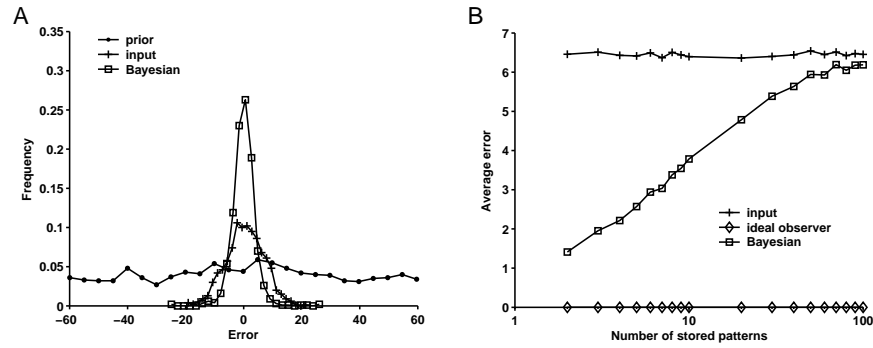 A
0.35
0.3
0.25
0.2
0.15
0.1
0.05
0
Frequency
prior
input
Bayesian
−60 −40 −20 0 20 40 60
Error
B
7
6
5
4
3
2
1
0
Average error
input
ideal observer
Bayesian
1 10 100
Number of stored patterns